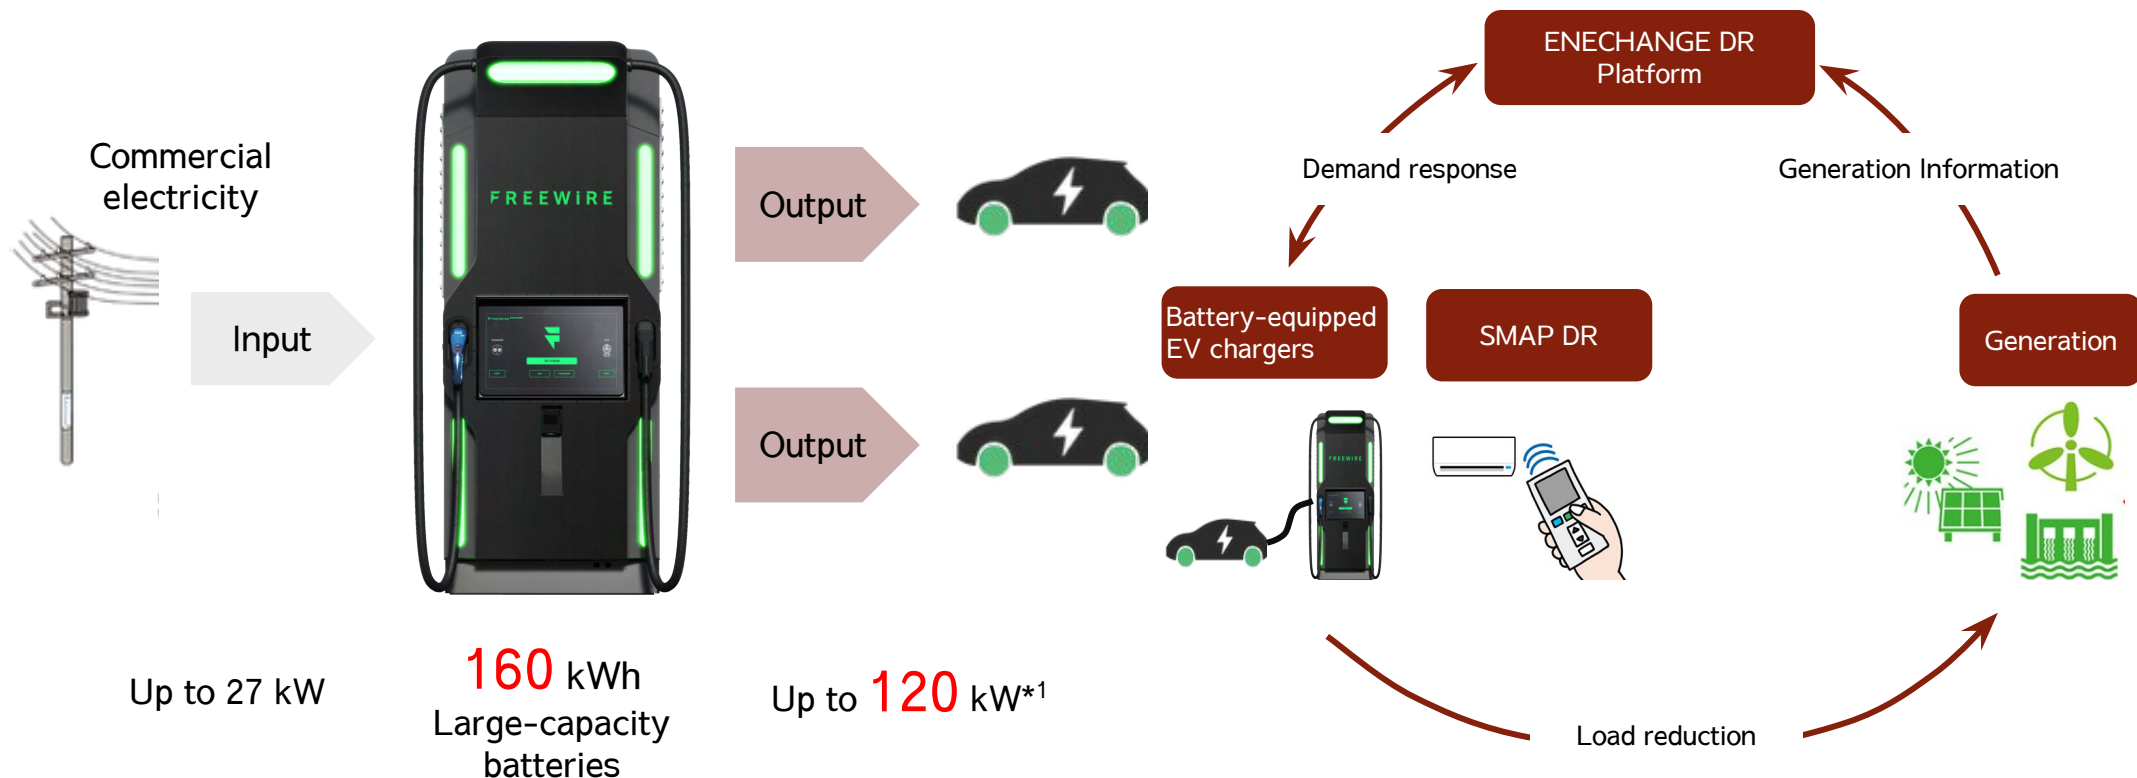 Commercial
electricity
Input
FREEWiRE
Output
Output
Up to 27 kW
160 kWh
Large-capacity
batteries
Up to 120 kW*1
ENECHANGE DR
Platform
Demand response
Generation Information
Battery-equipped
EV chargers
SMAP DR
Generation
FREEWiRE
Load reduction